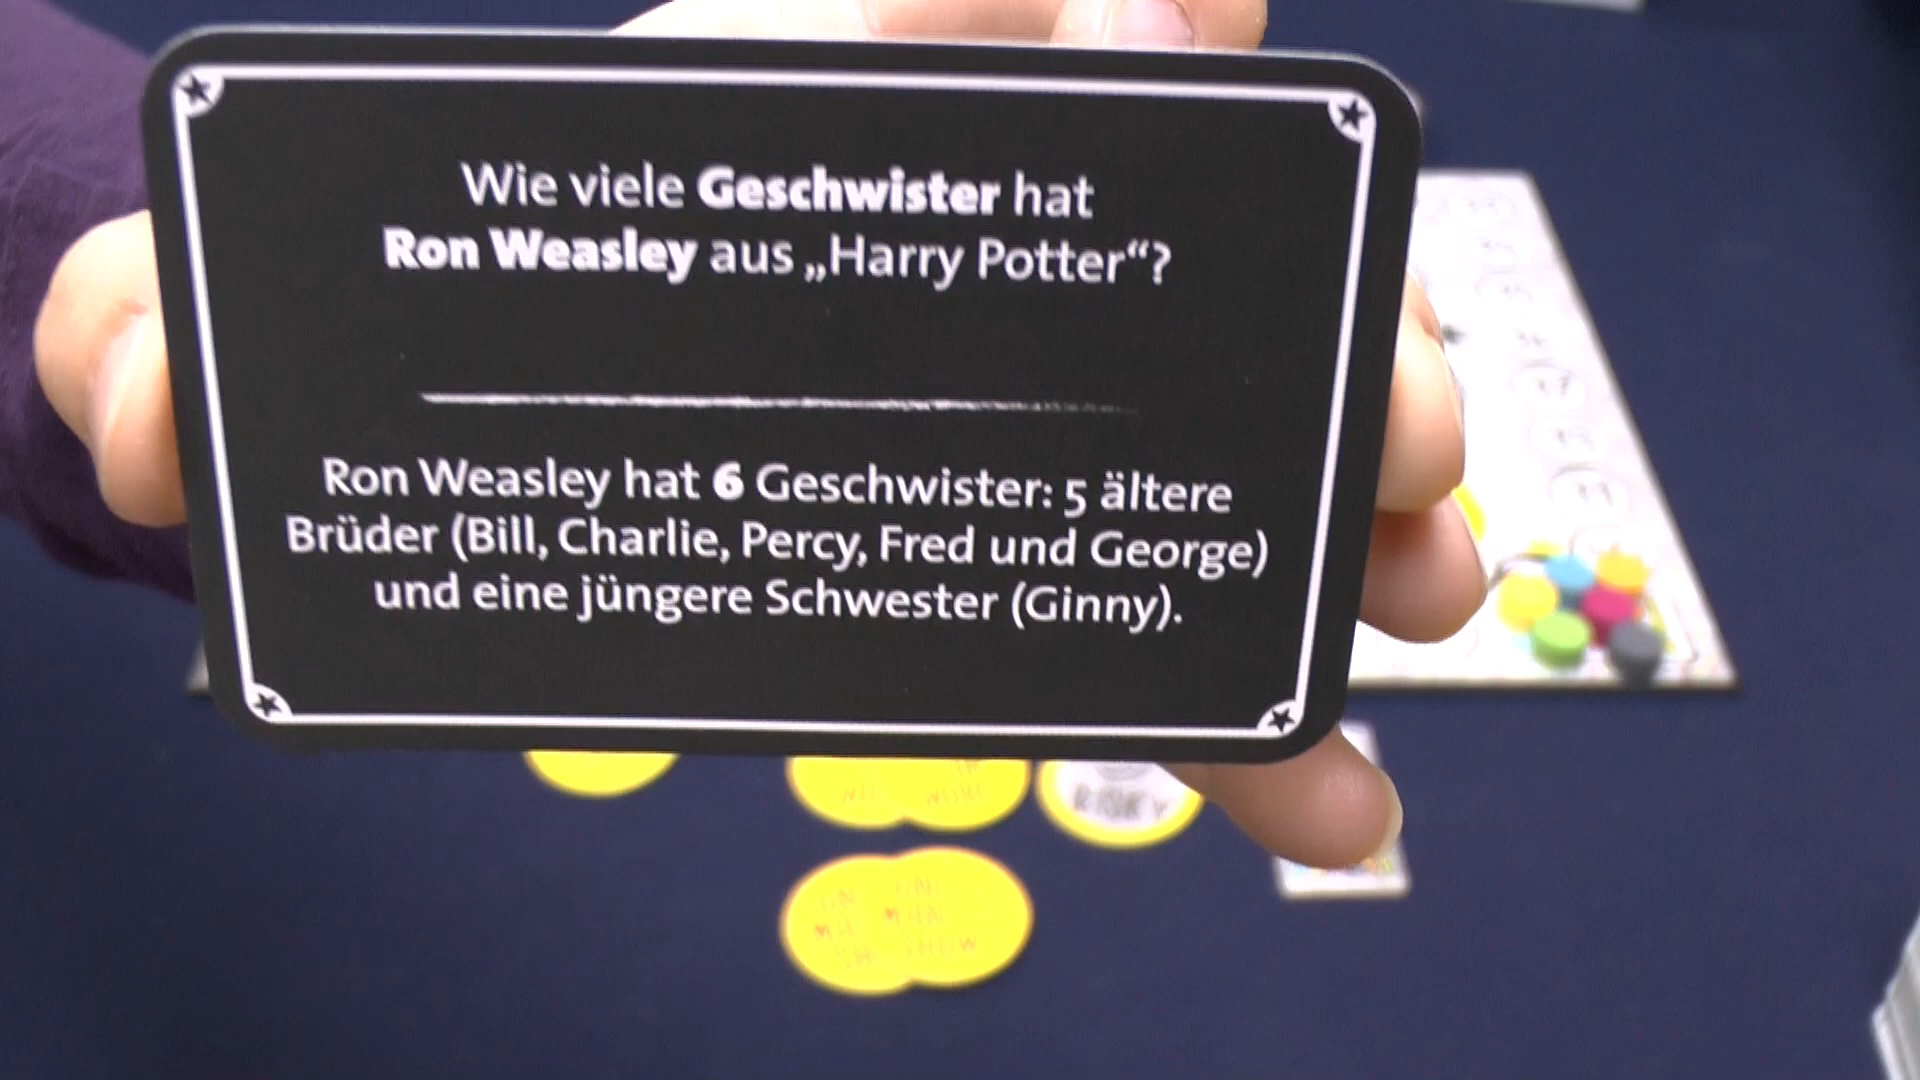 Wie viele Geschwister hat
Ron Weasley aus „Harry Potter“?
Ron Weasley hat 6 Geschwister: 5 ältere
Brüder (Bill, Charlie, Percy, Fred und George)
und eine jüngere Schwester (Ginny).
RISKY